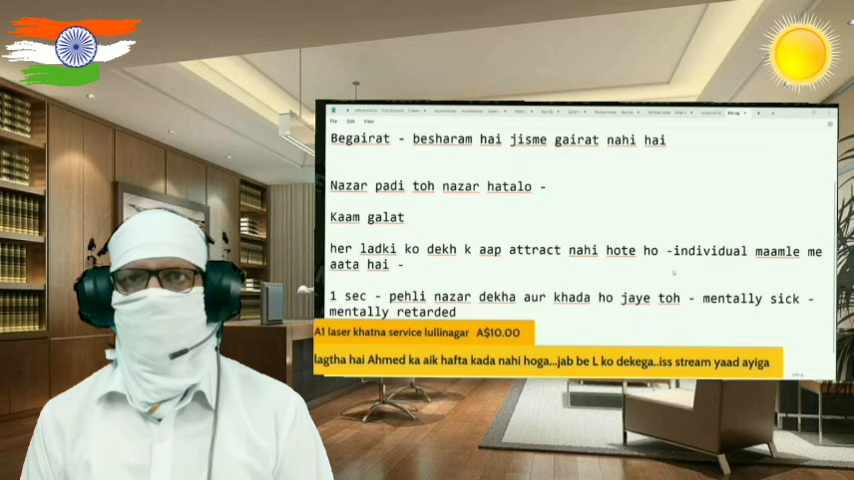 File Edit View
Begairat - besharam hai jisme gairat nahi hai
Nazar padi toh nazar hatalo -
Kaam galat
her ladki ko dekh k aap attract nahi hote ho -individual maamle me
aata hai -
1 sec - pehli nazar dekha aur khada ho jaye toh - mentally sick -
mentally retarded
A1 laser khatna service lullinagar A$10.00
lagtha hai Ahmed ka aik hafta kada nahi hoga...jab be L ko dekega..iss stream yaad ayiga